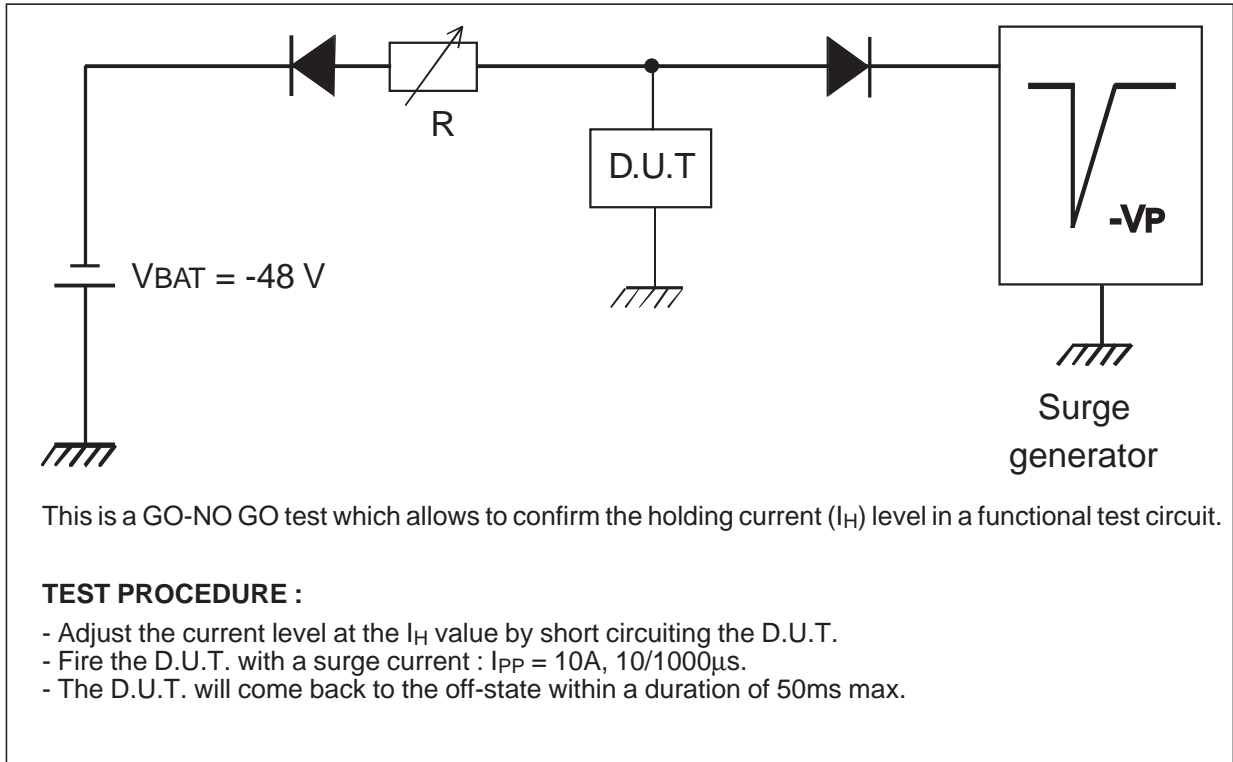 R
D.U.T
-VP
VBAT = -48 V
Surge
generator
This is a GO-NO GO test which allows to confirm the holding current (IH) level in a functional test circuit.
TEST PROCEDURE :
- Adjust the current level at the IH value by short circuiting the D.U.T.
- Fire the D.U.T. with a surge current : IPP = 10A, 10/1000μs.
- The D.U.T. will come back to the off-state within a duration of 50ms max.